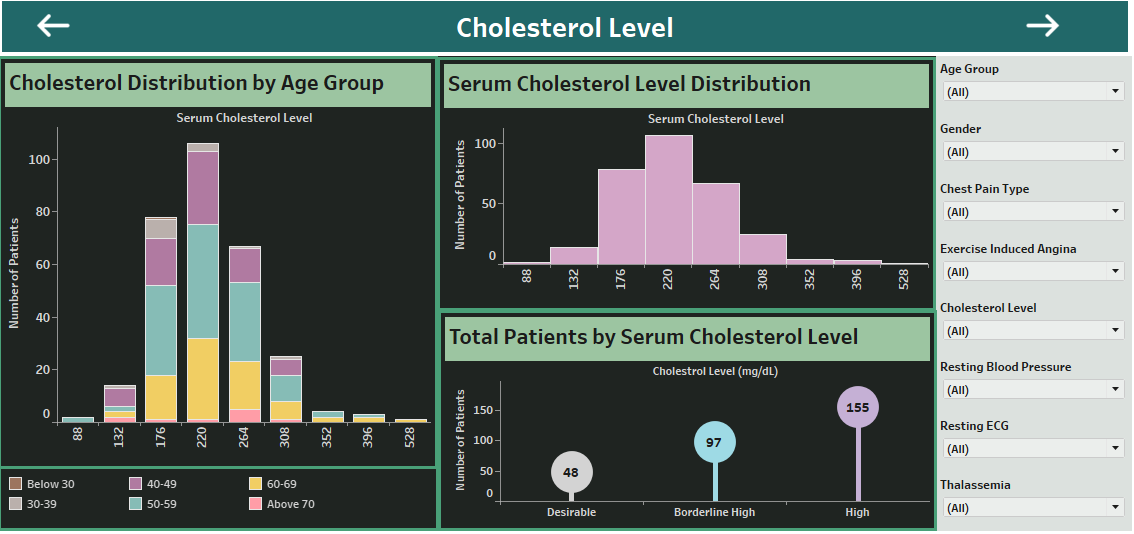 Cholesterol Level
Cholesterol Distribution by Age Group
Serum Cholesterol Level
Number of Patients
100
80
60
40
20
0
88
132
176
220
264
308
352
396
528
Below 30
40-49
60-69
30-39
50-59
Above 70
Serum Cholesterol Level Distribution
Serum Cholesterol Level
Number of Patients
100
50
0
88
132
176
220
264
308
352
396
528
Total Patients by Serum Cholesterol Level
Cholestrol Level (mg/dL)
Number of Patients
150
100
50
0
48
97
155
Desirable
Borderline High
High
Age Group
(All)
Gender
(All)
Chest Pain Type
(All)
Exercise Induced Angina
(All)
Cholesterol Level
(All)
Resting Blood Pressure
(All)
Resting ECG
(All)
Thalassemia
(All)